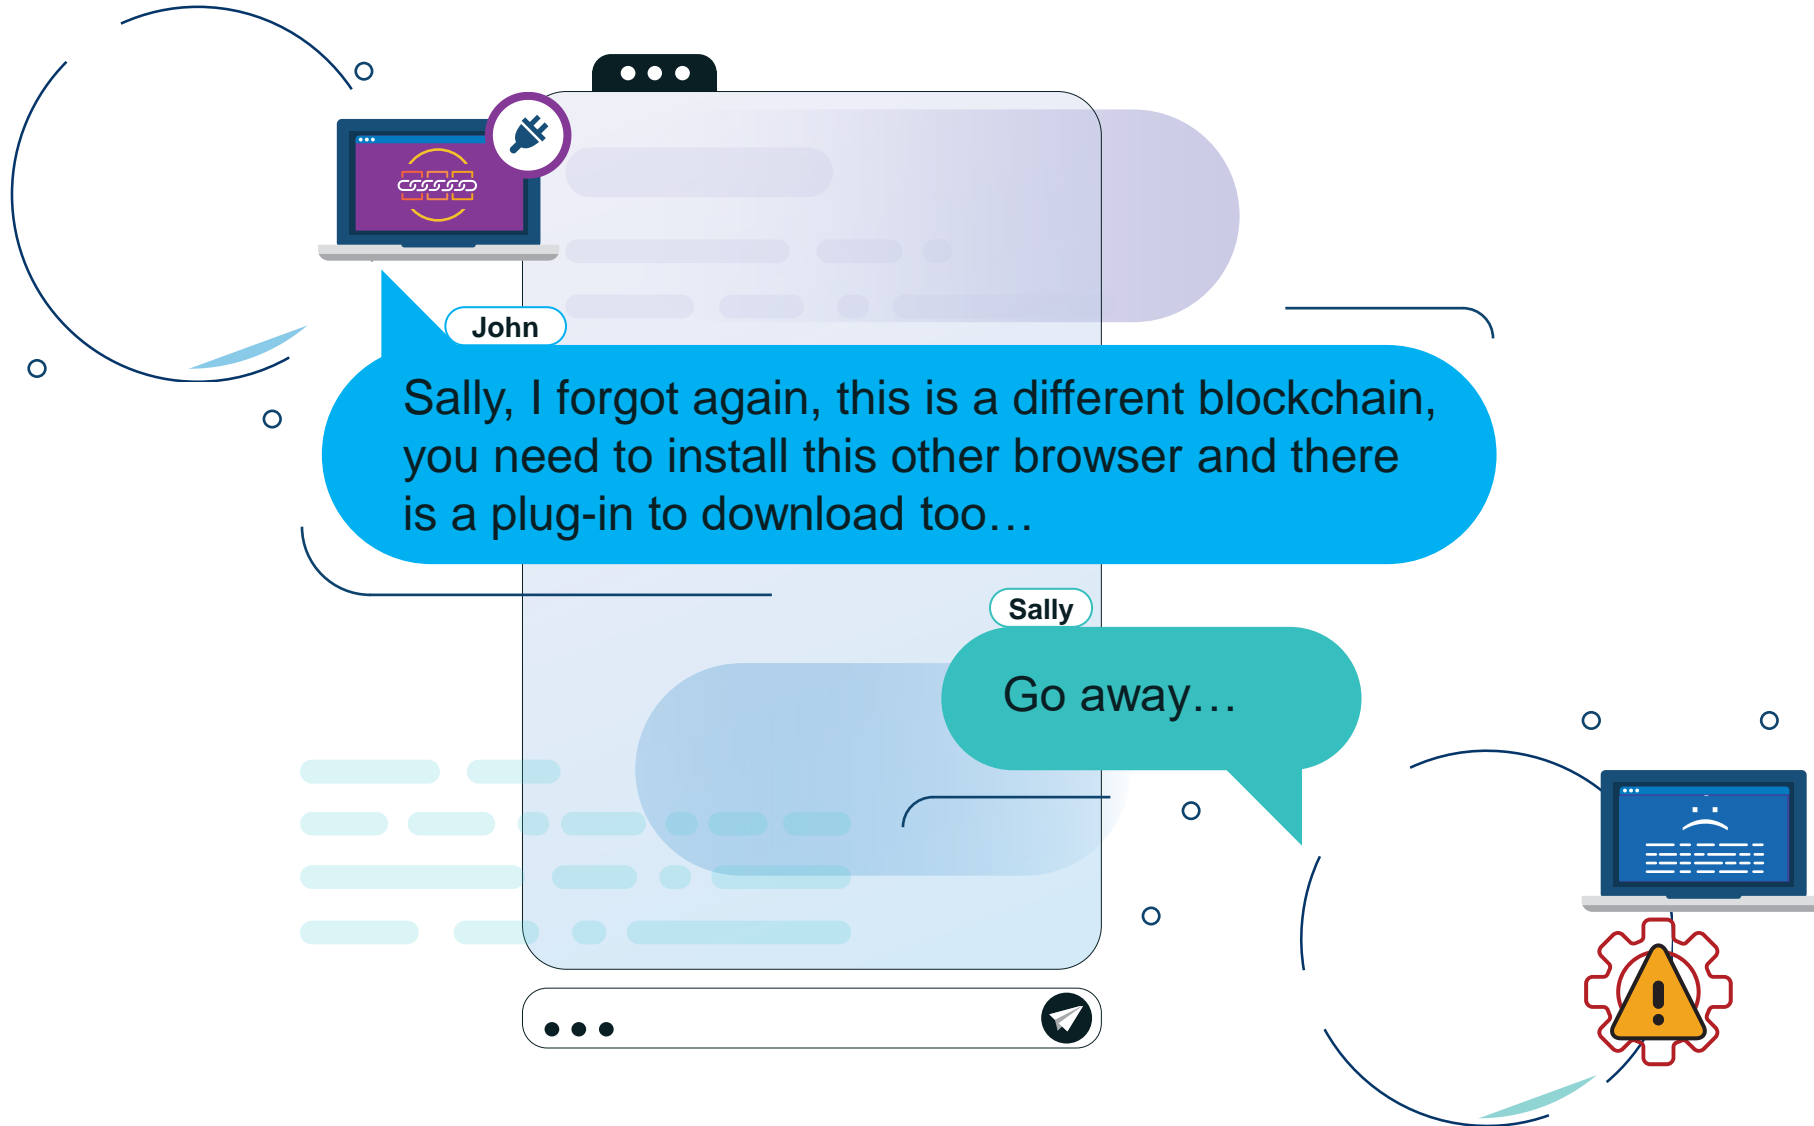 John
Sally, I forgot again, this is a different blockchain,
you need to install this other browser and there
is a plug-in to download too…
Sally
Go away…